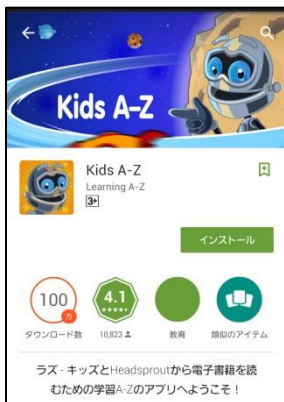 Kids A-Z
Kids A-Z
Learning A-Z
3+
インストール
100
万
4.1
ダウンロード数
10,823
教育
類似のアイテム
ラズ - キッズとHeadsproutから電子書籍を読
むための学習A-Zのアプリへようこそ！